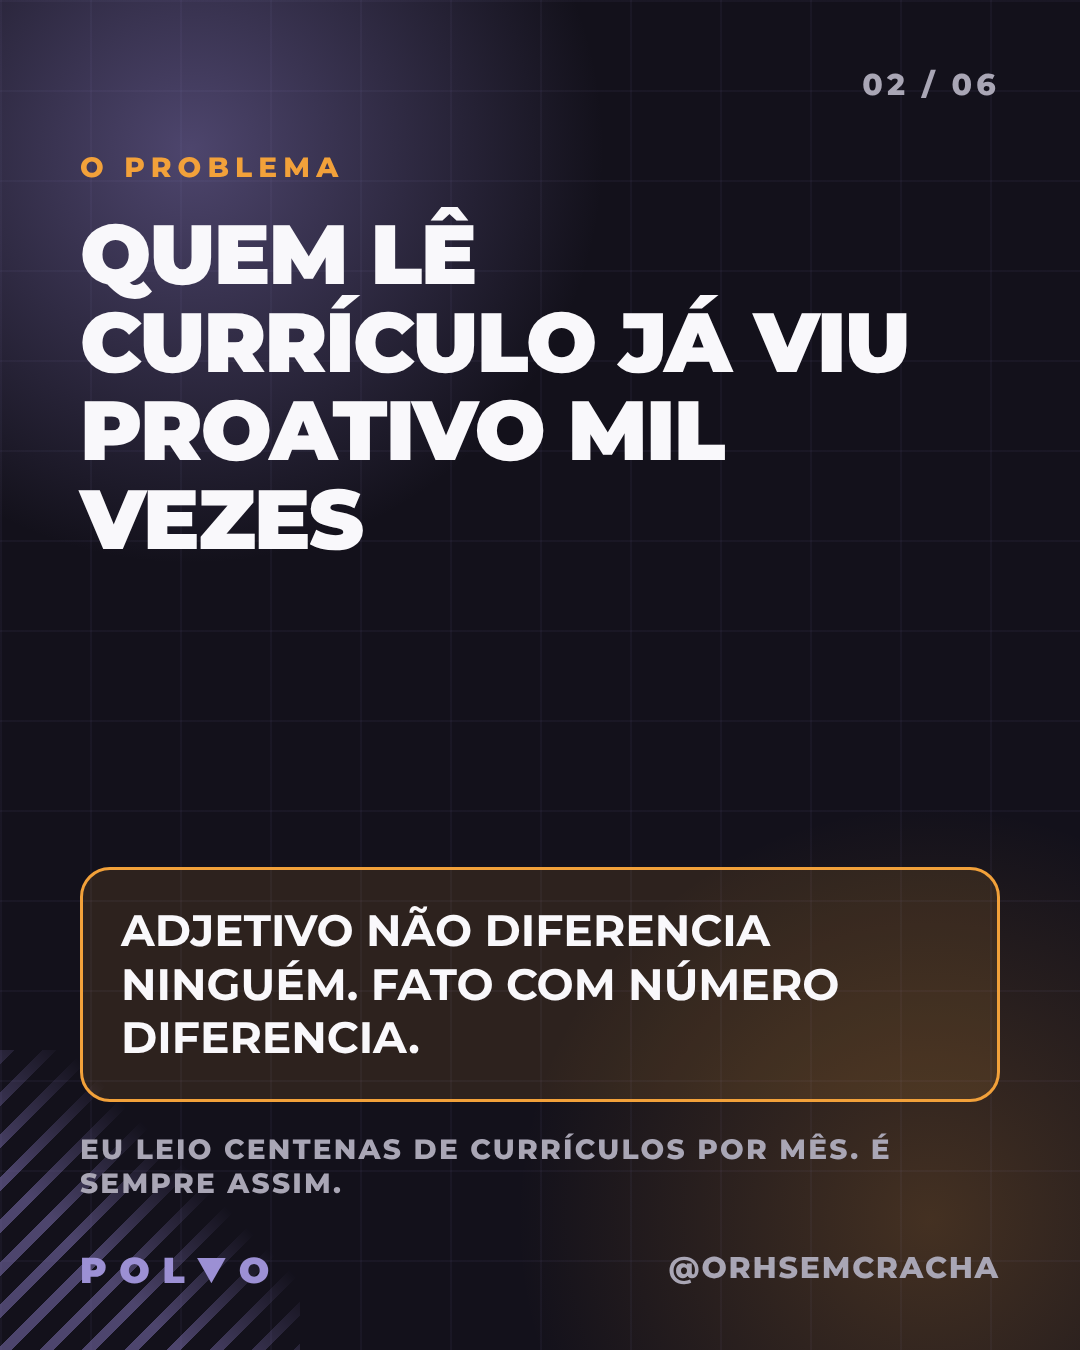 02 / 06
O PROBLEMA
QUEM LÊ
CURRÍCULO JÁ VIU
PROATIVO MIL
VEZES
ADJETIVO NÃO DIFERENCIA
NINGUÉM. FATO COM NÚMERO
DIFERENCIA.
EU LEIO CENTENAS DE CURRÍCULOS POR MÊS. É
SEMPRE ASSIM.
POLVO
@ORHSEMCRACHA